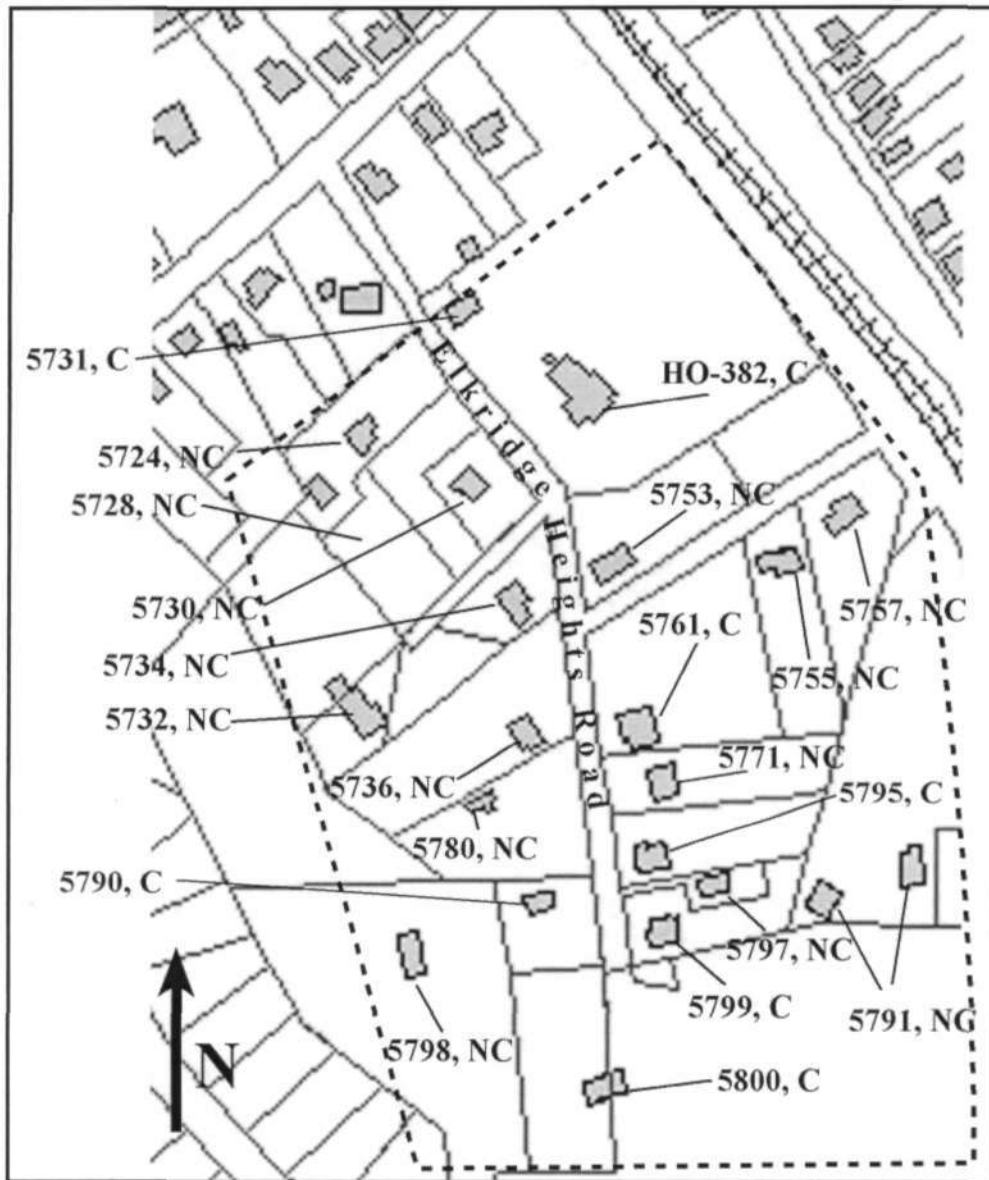 5731, C
HO-382, C
5724, NC
5728, NC
5753, NC
5730, NC
5757, NC
5761, C
5734, NC
5755, NC
5732, NC
5771, NC
5736, NC
5795, C
5780, NC
5790, C
5797, NC
5799, C
5791, NC
5798, NC
5800, C
Elkridge Heights Road
N